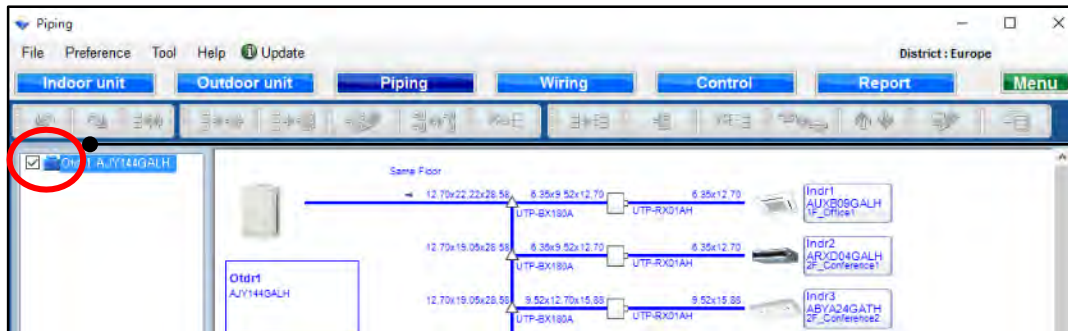 Piping
File Preference Tool Help Update
District : Europe
Indoor unit Outdoor unit Piping Wiring Control Report Menu
Otdr1 AJY144GALH
Same Floor
12.70x22.22x28.58 6.35x9.52x12.70 6.35x12.70
UTP-BX180A UTP-RX01AH
Indr1
AUXB09GALH
1F_Office1
12.70x19.05x28.58 6.35x9.52x12.70 6.35x12.70
UTP-BX180A UTP-RX01AH
Indr2
ARXD04GALH
2F_Conference1
Otdr1
AJY144GALH
12.70x19.05x28.58 9.52x12.70x15.88 9.52x15.88
UTP-BX180A UTP-RX01AH
Indr3
ABYA24GATH
2F_Conference2